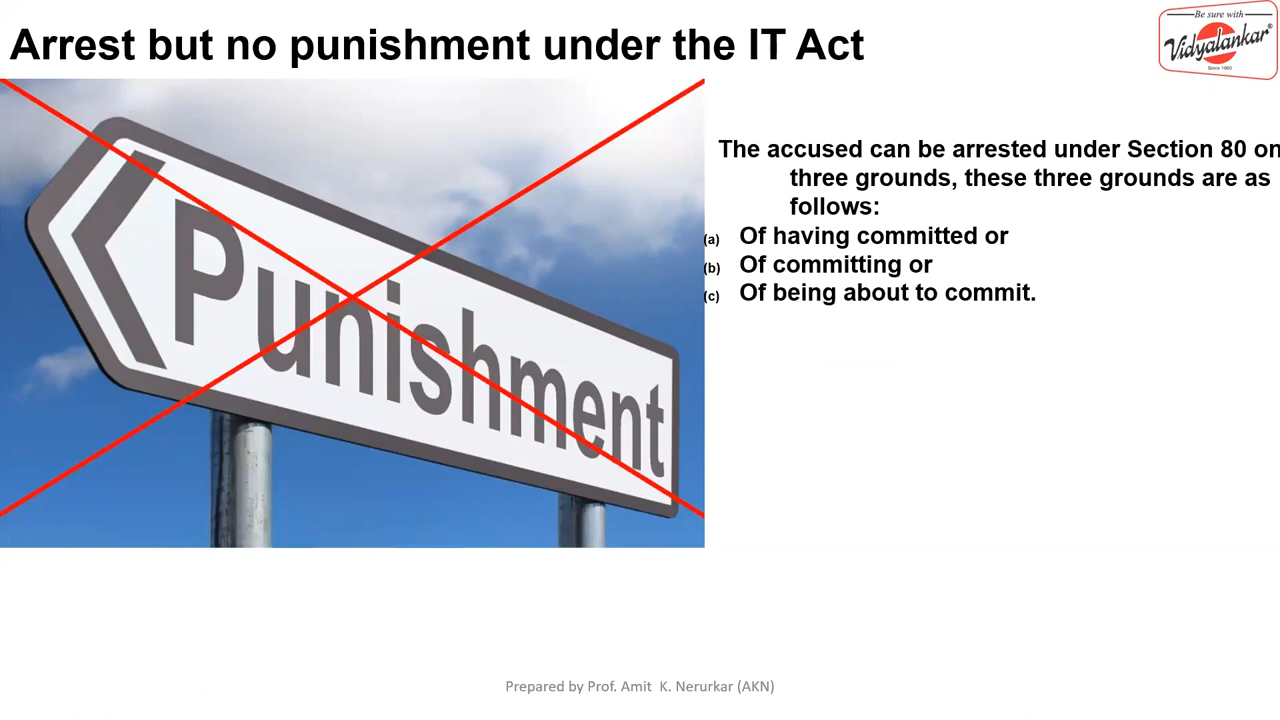 Arrest but no punishment under the IT Act
Be sure with
Vidyalankar®
Since 1960
Punishment
The accused can be arrested under Section 80 on
three grounds, these three grounds are as
follows:
(a) Of having committed or
(b) Of committing or
(c) Of being about to commit.
Prepared by Prof. Amit K. Nerurkar (AKN)